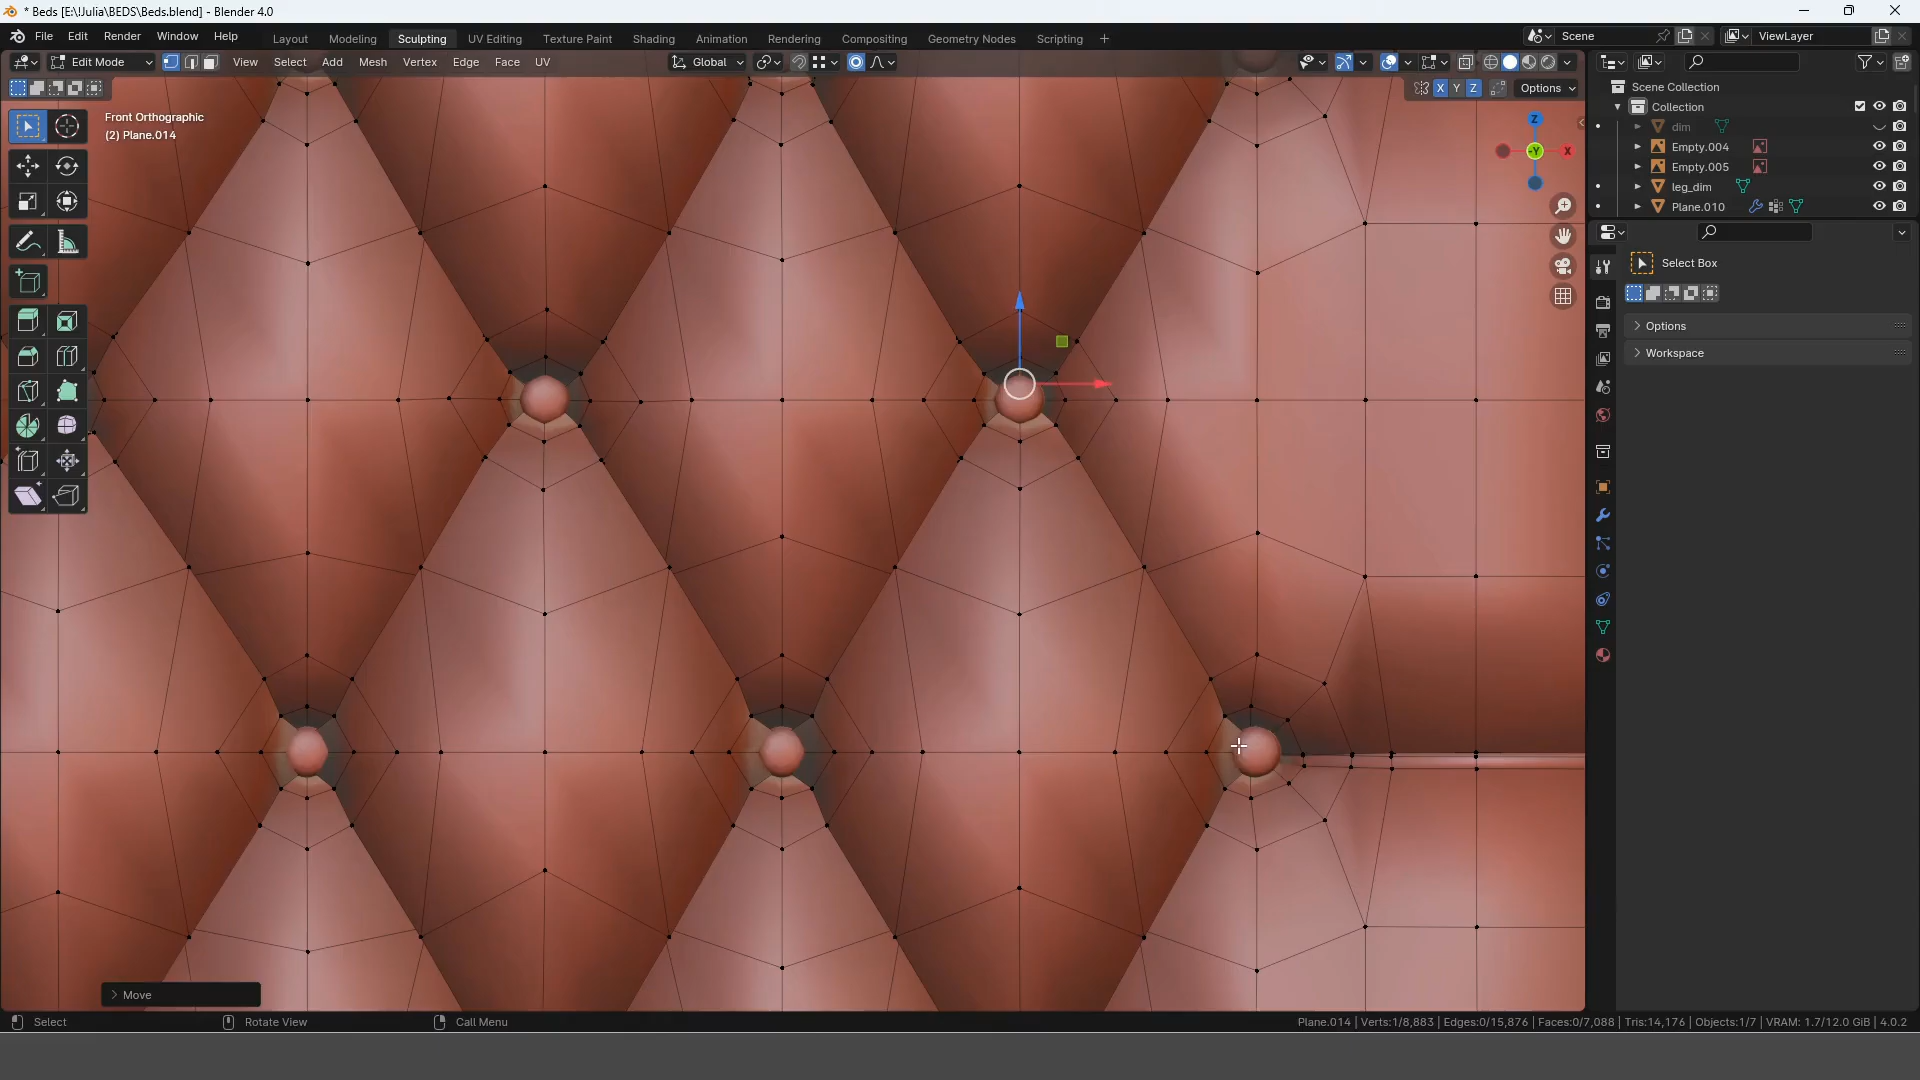 * Beds [E:\!Julia\BEDS\Beds.blend] - Blender 4.0
File Edit Render Window Help Layout Modeling Sculpting UV Editing Texture Paint Shading Animation Rendering Compositing Geometry Nodes Scripting + Scene ViewLayer
Edit Mode View Select Add Mesh Vertex Edge Face UV Global
X Y Z Options
Scene Collection
Collection
dim
Empty.004
Empty.005
leg_dim
Plane.010
Front Orthographic
(2) Plane.014
Z
-Y X
Select Box
Options
Workspace
Move
Select Rotate View Call Menu Plane.014 | Verts:1/8,883 | Edges:0/15,876 | Faces:0/7,088 | Tris:14,176 | Objects:1/7 | VRAM: 1.7/12.0 GiB | 4.0.2